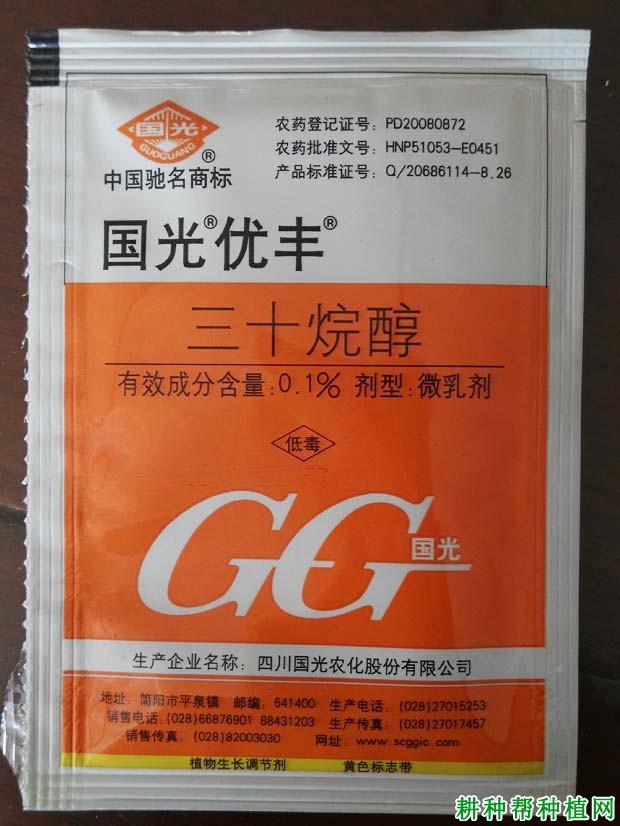 国光
GUOGUANG
®
中国驰名商标
农药登记证号：PD20080872
农药批准文号：HNP51053-E0451
产品标准证号：Q/20686114-8.26
国光®优丰®
三十烷醇
有效成分含量:0.1% 剂型:微乳剂
低毒
GG国光
生产企业名称：四川国光农化股份有限公司
地址：简阳市平泉镇 邮编：641400 生产电话：(028)27015253
销售电话：(028)66876901 88431203 生产传真：(028)27017457
销售传真：(028)82003030 网址：www.scggic.com
植物生长调节剂 黄色标志带
耕种帮种植网